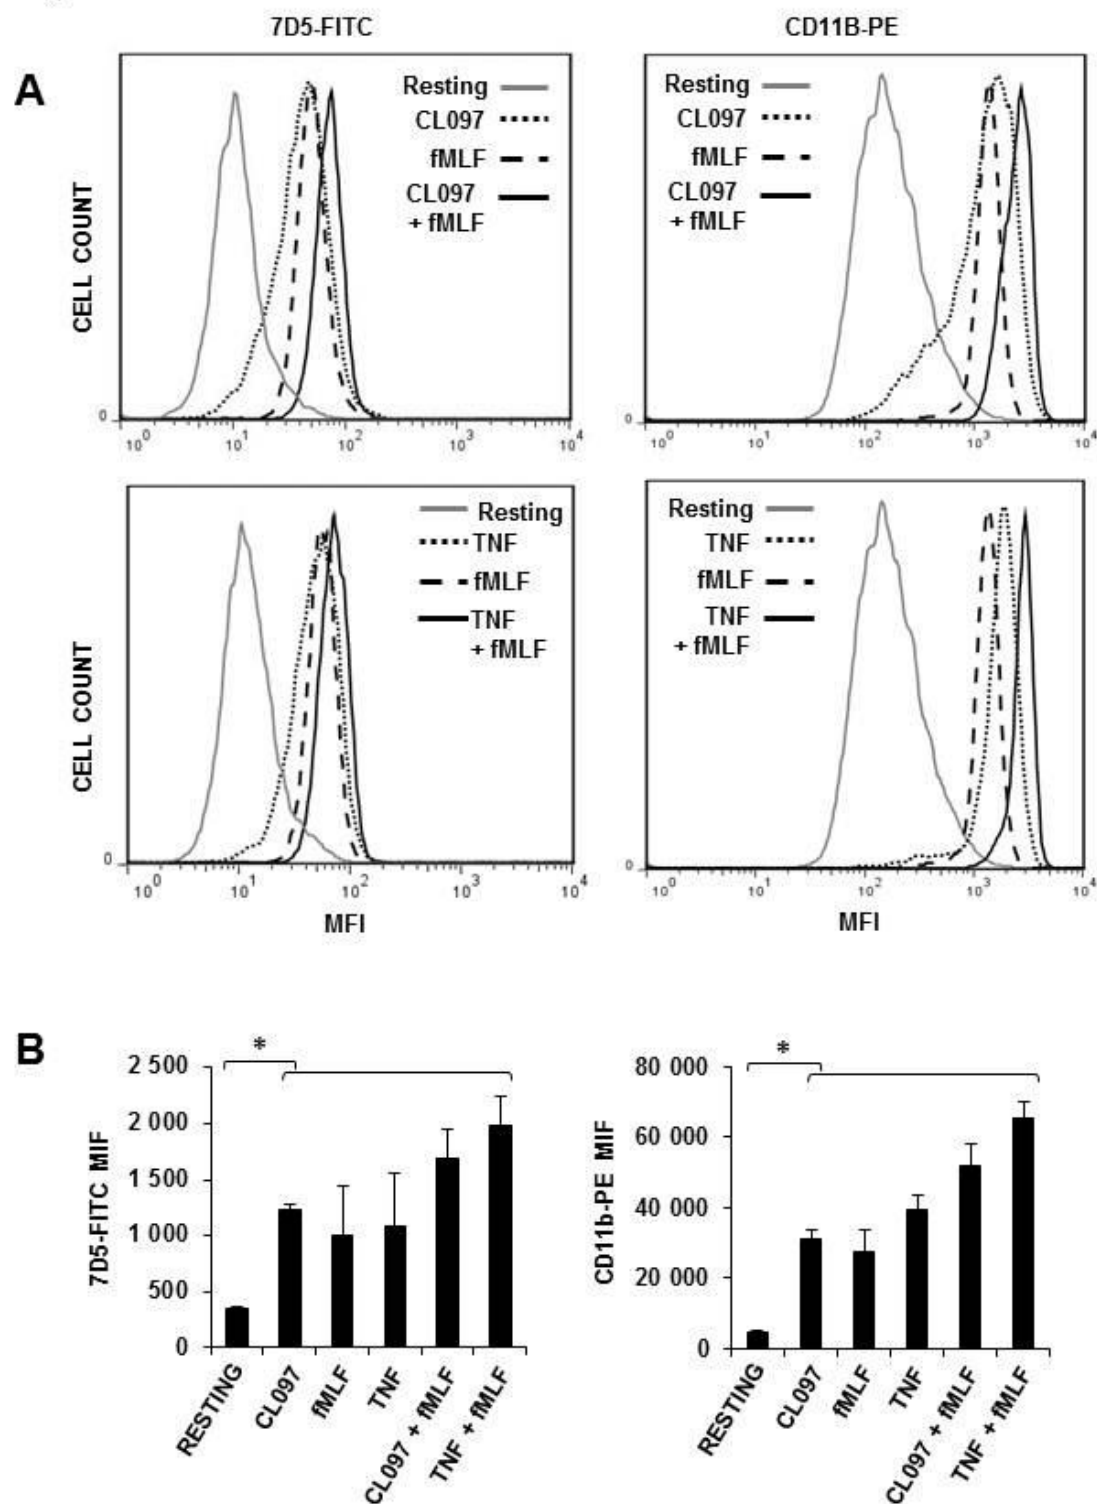 7D5-FITC
CD11B-PE
A
CELL COUNT
Resting
CL097
fMLF
CL097
+ fMLF
0
10^0 10^1 10^2 10^3 10^4
Resting
CL097
fMLF
CL097
+ fMLF
0
10^0 10^1 10^2 10^3 10^4
CELL COUNT
Resting
TNF
fMLF
TNF
+ fMLF
0
10^0 10^1 10^2 10^3 10^4
MFI
Resting
TNF
fMLF
TNF
+ fMLF
0
10^0 10^1 10^2 10^3 10^4
MFI
B
7D5-FITC MIF
2 500
2 000
1 500
1 000
500
0
*
RESTING
CL097
fMLF
TNF
CL097 + fMLF
TNF + fMLF
CD11b-PE MIF
80 000
60 000
40 000
20 000
0
*
RESTING
CL097
fMLF
TNF
CL097 + fMLF
TNF + fMLF